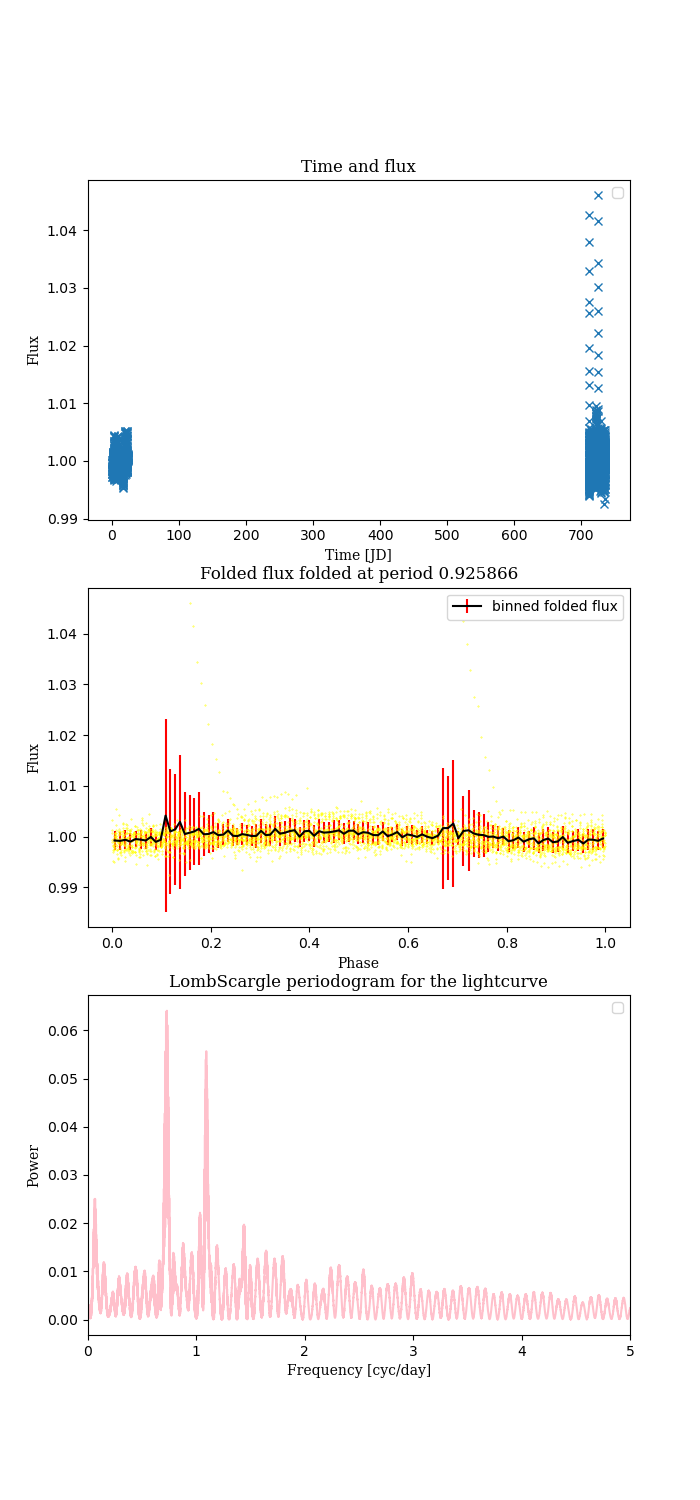 Time and flux
Flux
1.04
1.03
1.02
1.01
1.00
0.99
0 100 200 300 400 500 600 700
Time [JD]
Folded flux folded at period 0.925866
binned folded flux
Flux
1.04
1.03
1.02
1.01
1.00
0.99
0.0 0.2 0.4 0.6 0.8 1.0
Phase
LombScargle periodogram for the lightcurve
Power
0.06
0.05
0.04
0.03
0.02
0.01
0.00
0 1 2 3 4 5
Frequency [cyc/day]